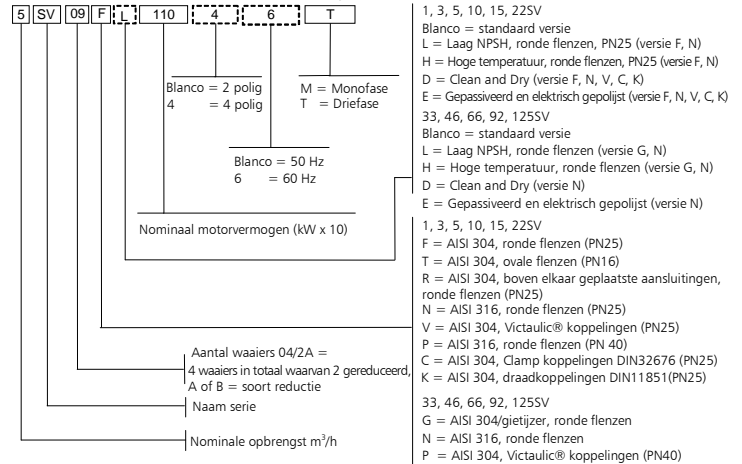 5 SV 09 F L 110 4 6 T
Blanco = 2 polig
4 = 4 polig
M = Monofase
T = Driefase
Blanco = 50 Hz
6 = 60 Hz
Nominaal motorvermogen (kW x 10)
Aantal waaiers 04/2A =
4 waaiers in totaal waarvan 2 gereduceerd,
A of B = soort reductie
Naam serie
Nominale opbrengst m³/h
1, 3, 5, 10, 15, 22SV
Blanco = standaard versie
L = Laag NPSH, ronde flenzen, PN25 (versie F, N)
H = Hoge temperatuur, ronde flenzen, PN25 (versie F, N)
D = Clean and Dry (versie F, N, V, C, K)
E = Gepassiveerd en elektrisch gepolijst (versie F, N, V, C, K)
33, 46, 66, 92, 125SV
Blanco = standaard versie
L = Laag NPSH, ronde flenzen (versie G, N)
H = Hoge temperatuur, ronde flenzen (versie G, N)
D = Clean and Dry (versie N)
E = Gepassiveerd en elektrisch gepolijst (versie N)
1, 3, 5, 10, 15, 22SV
F = AISI 304, ronde flenzen (PN25)
T = AISI 304, ovale flenzen (PN16)
R = AISI 304, boven elkaar geplaatste aansluitingen,
ronde flenzen (PN25)
N = AISI 316, ronde flenzen (PN25)
V = AISI 304, Victaulic® koppelingen (PN25)
P = AISI 316, ronde flenzen (PN 40)
C = AISI 304, Clamp koppelingen DIN32676 (PN25)
K = AISI 304, draadkoppelingen DIN11851(PN25)
33, 46, 66, 92, 125SV
G = AISI 304/gietijzer, ronde flenzen
N = AISI 316, ronde flenzen
P = AISI 304, Victaulic® koppelingen (PN40)